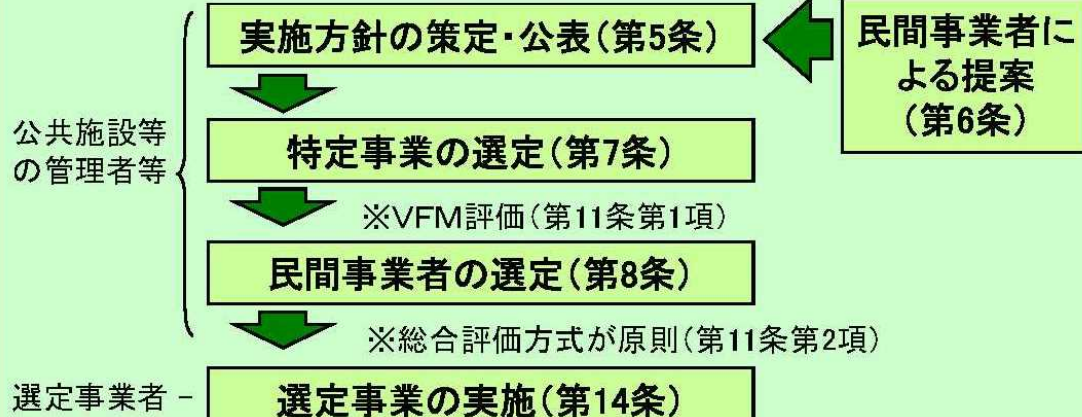 実施方針の策定・公表(第5条)
民間事業者に
よる提案
(第6条)
公共施設等
の管理者等
特定事業の選定(第7条)
※VFM評価(第11条第1項)
民間事業者の選定(第8条)
※総合評価方式が原則(第11条第2項)
選定事業者 -
選定事業の実施(第14条)